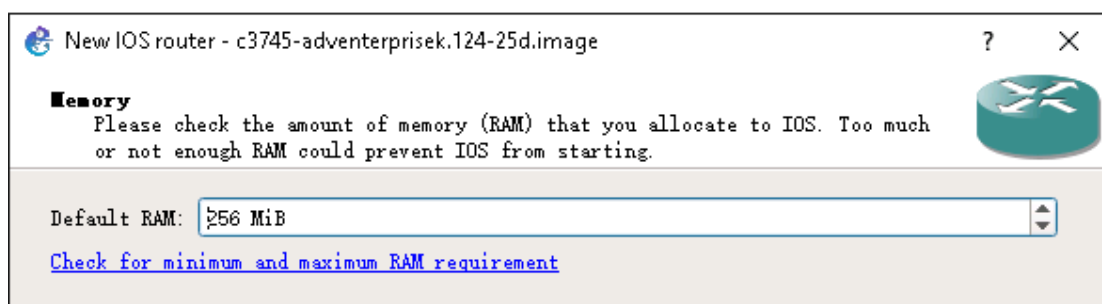 New IOS router - c3745-adventerprisek.124-25d.image ? ×
Memory
Please check the amount of memory (RAM) that you allocate to IOS. Too much
or not enough RAM could prevent IOS from starting.
Default RAM: 256 MiB
Check for minimum and maximum RAM requirement